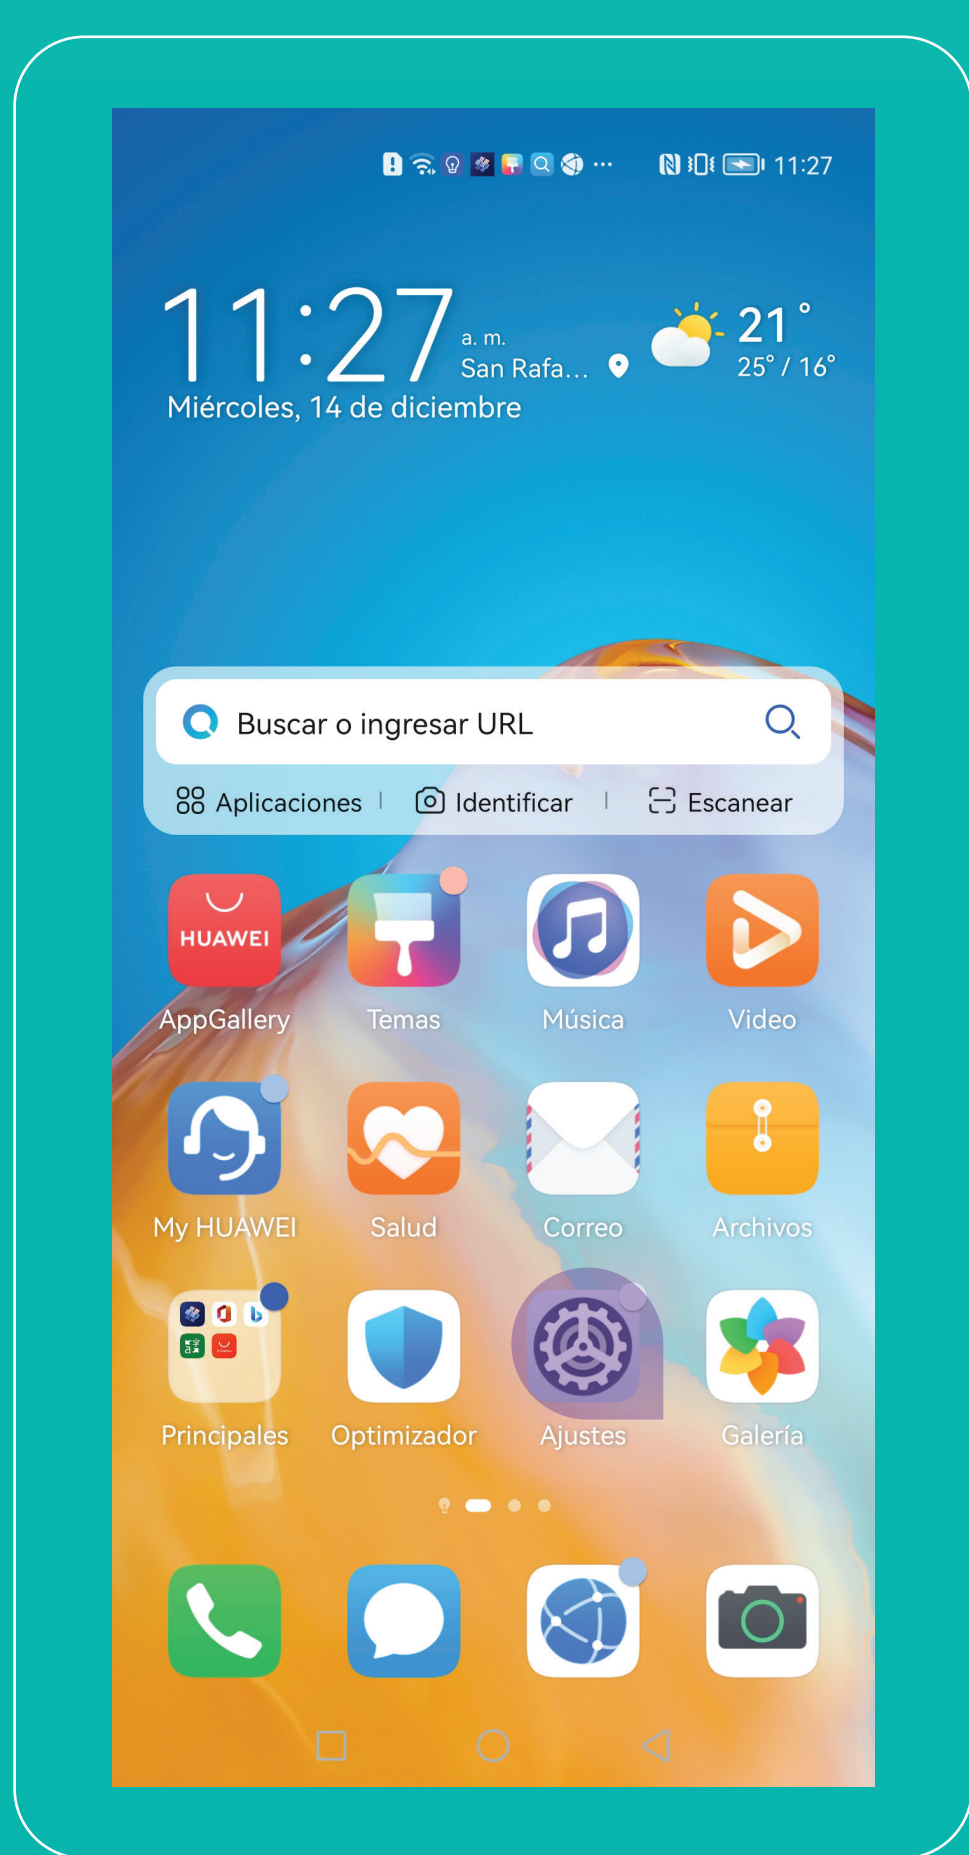 11:27
11:27
a. m.
San Rafa...
21°
25° / 16°
Miércoles, 14 de diciembre
Buscar o ingresar URL
Aplicaciones
Identificar
Escanear
HUAWEI
AppGallery
Temas
Música
Video
My HUAWEI
Salud
Correo
Archivos
Principales
Optimizador
Ajustes
Galería